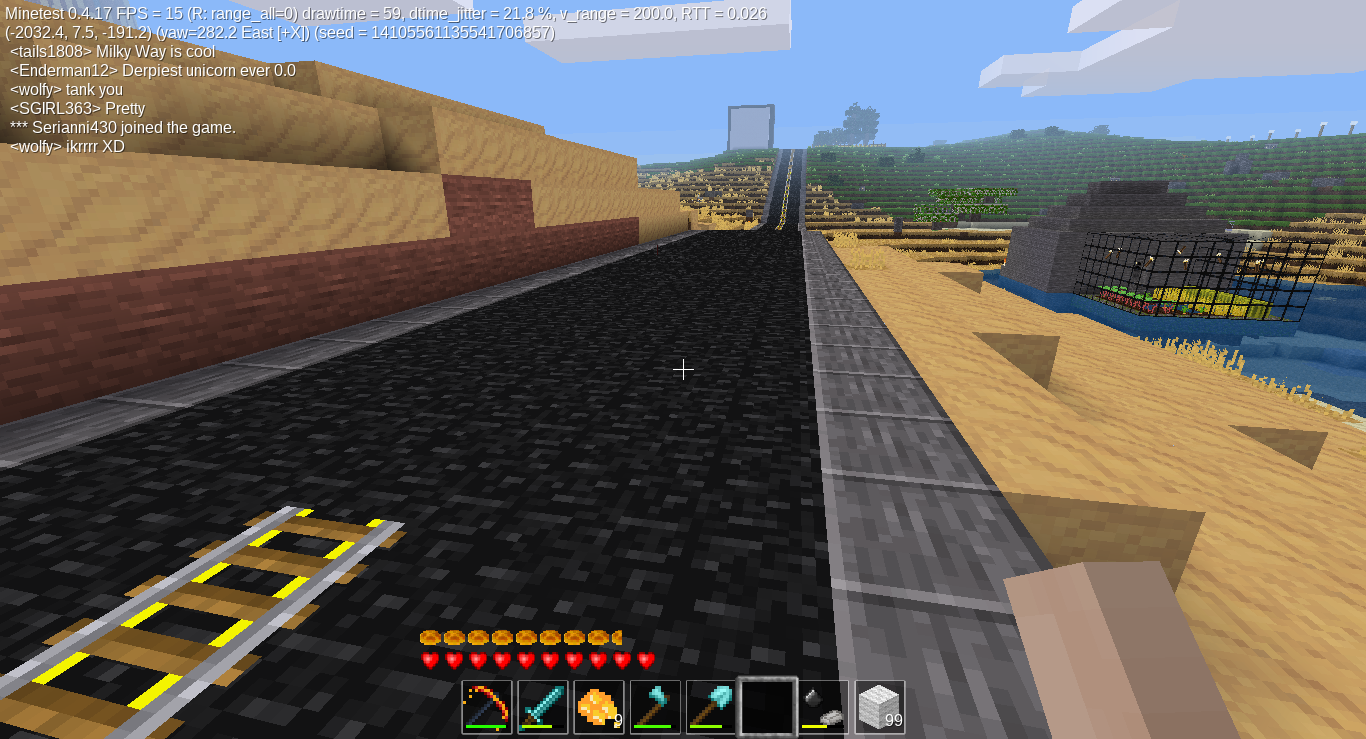 Minetest 0.4.17 FPS = 15 (R: range_all=0) drawtime = 59, dtime_jitter = 21.8 %, v_range = 200.0, RTT = 0.026
(-2032.4, 7.5, -191.2) (yaw=282.2 East [+X]) (seed = 14105561135541706857)
<tails1808> Milky Way is cool
<Enderman12> Derpiest unicorn ever 0.0
<wolfy> tank you
<SGIRL363> Pretty
*** Serianni430 joined the game.
<wolfy> ikrrrr XD
9
99